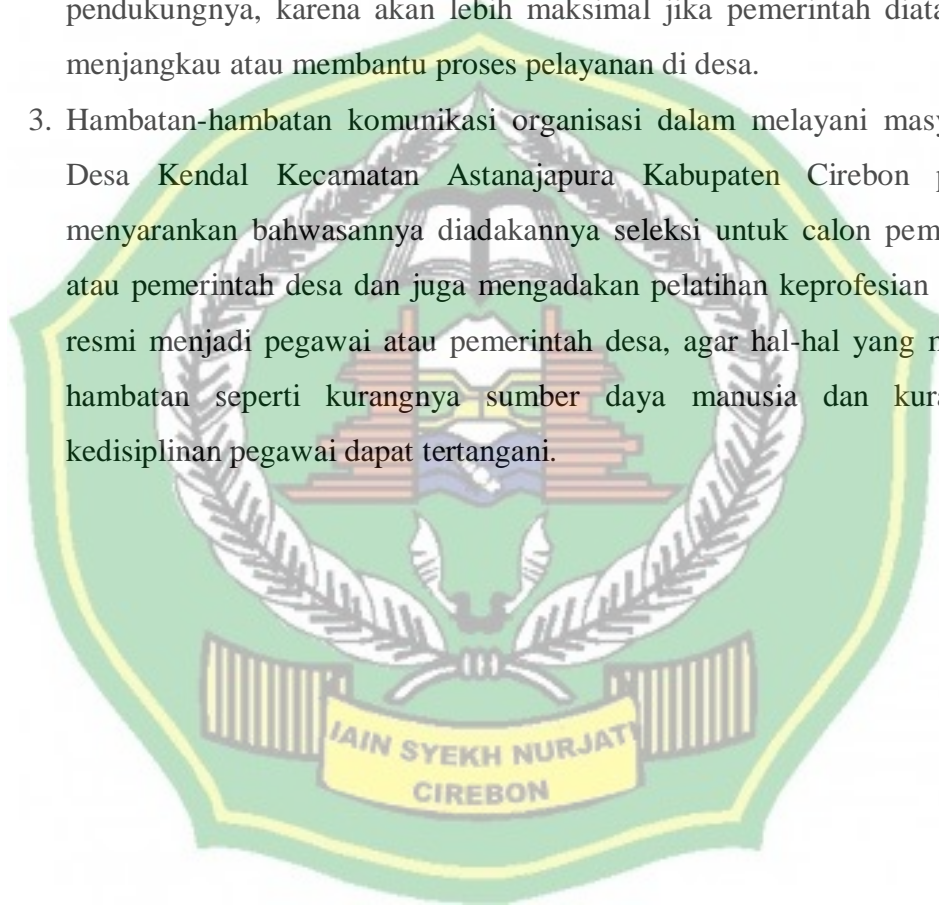 pendukungnya, karena akan lebih maksimal jika pemerintah diata
menjangkau atau membantu proses pelayanan di desa.
3. Hambatan-hambatan komunikasi organisasi dalam melayani masy
Desa Kendal Kecamatan Astanajapura Kabupaten Cirebon p
menyarankan bahwasannya diadakannya seleksi untuk calon pem
atau pemerintah desa dan juga mengadakan pelatihan keprofesian
resmi menjadi pegawai atau pemerintah desa, agar hal-hal yang m
hambatan seperti kurangnya sumber daya manusia dan kura
kedisiplinan pegawai dapat tertangani.
IAIN SYEKH NURJATI
CIREBON